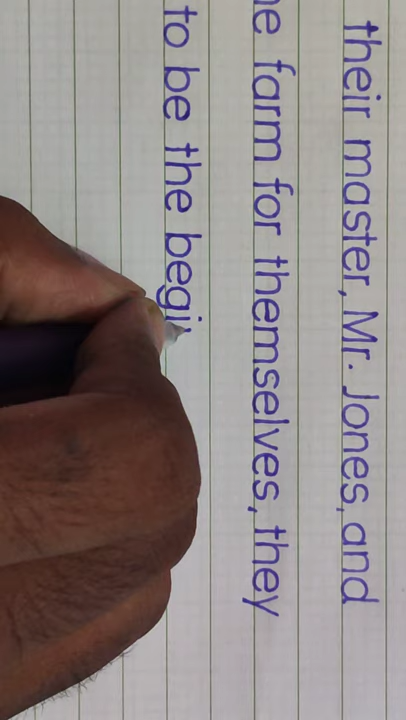 their master, Mr. Jones, and
farm for themselves, they
to be the